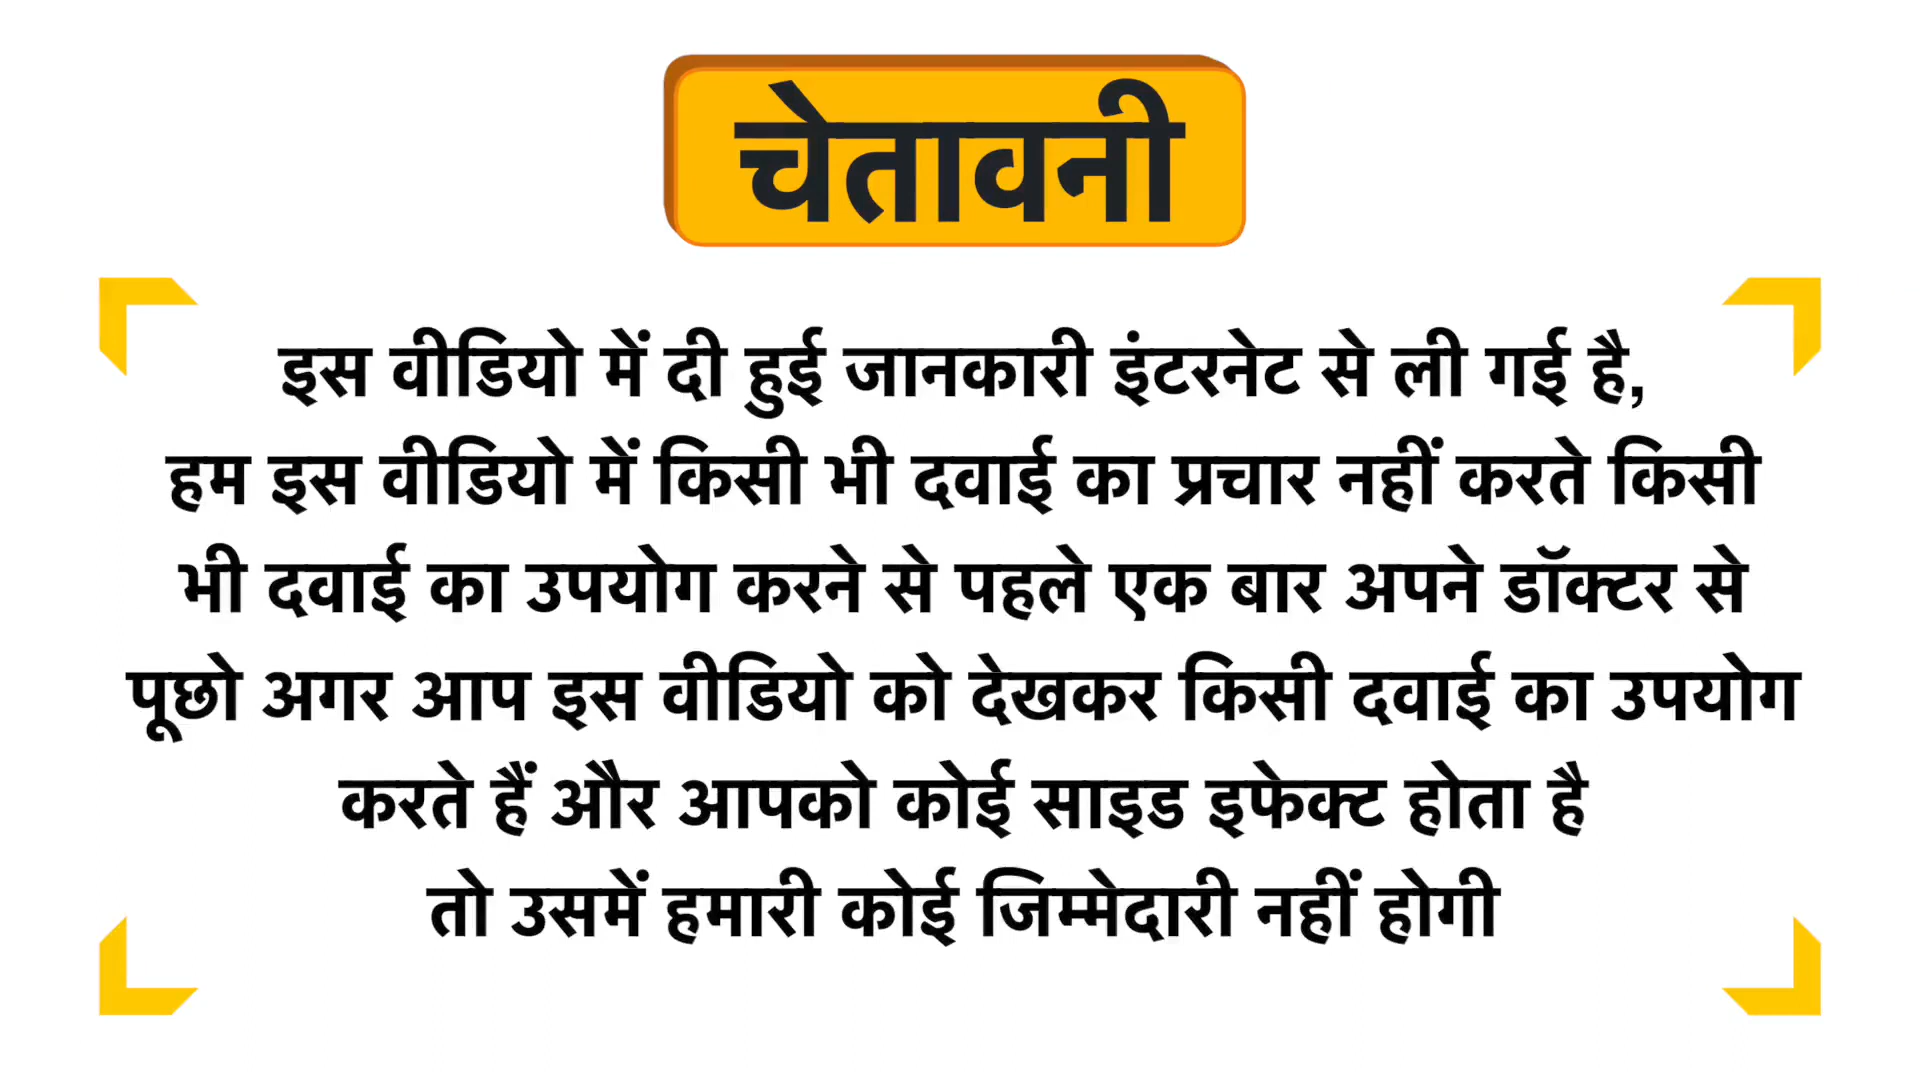 चेतावनी
इस वीडियो में दी हुई जानकारी इंटरनेट से ली गई है,
हम इस वीडियो में किसी भी दवाई का प्रचार नहीं करते किसी
भी दवाई का उपयोग करने से पहले एक बार अपने डॉक्टर से
पूछो अगर आप इस वीडियो को देखकर किसी दवाई का उपयोग
करते हैं और आपको कोई साइड इफेक्ट होता है
तो उसमें हमारी कोई जिम्मेदारी नहीं होगी